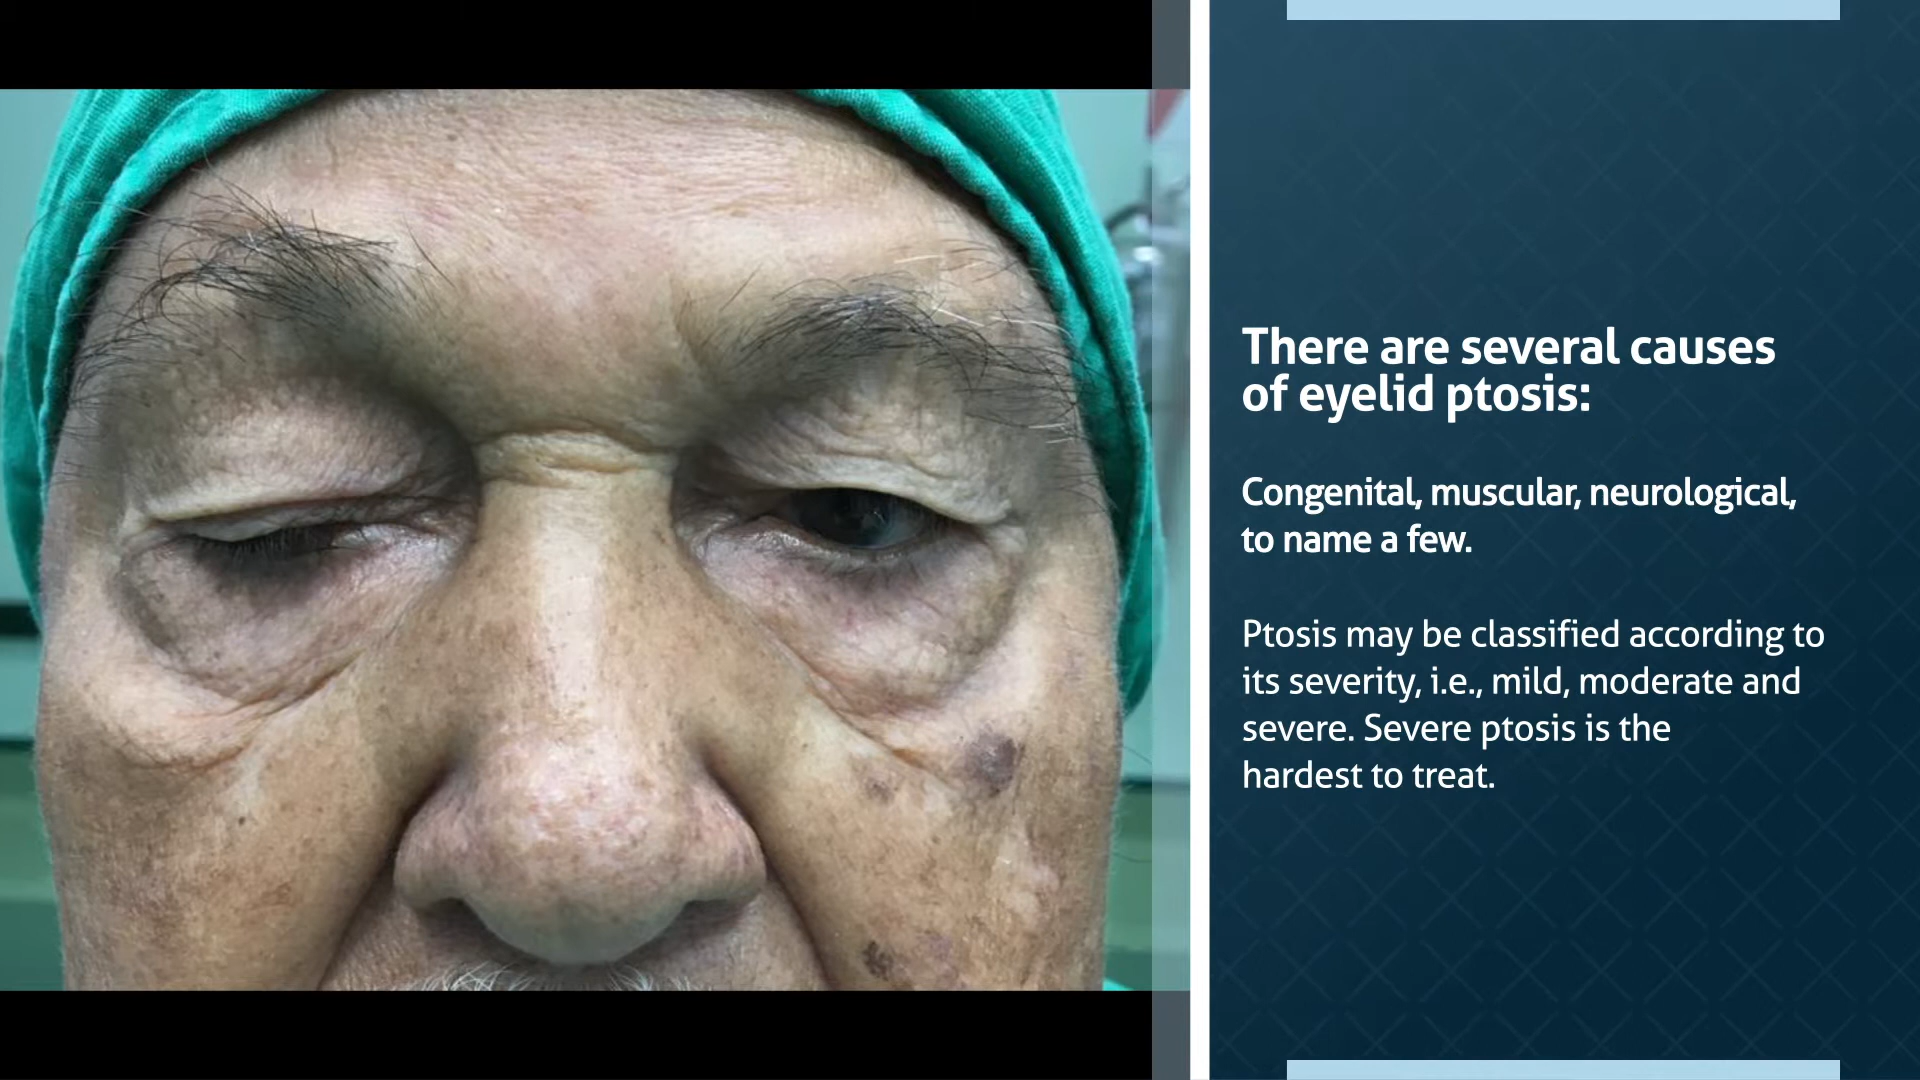 There are several causes
of eyelid ptosis:
Congenital, muscular, neurological,
to name a few.
Ptosis may be classified according to
its severity, i.e., mild, moderate and
severe. Severe ptosis is the
hardest to treat.